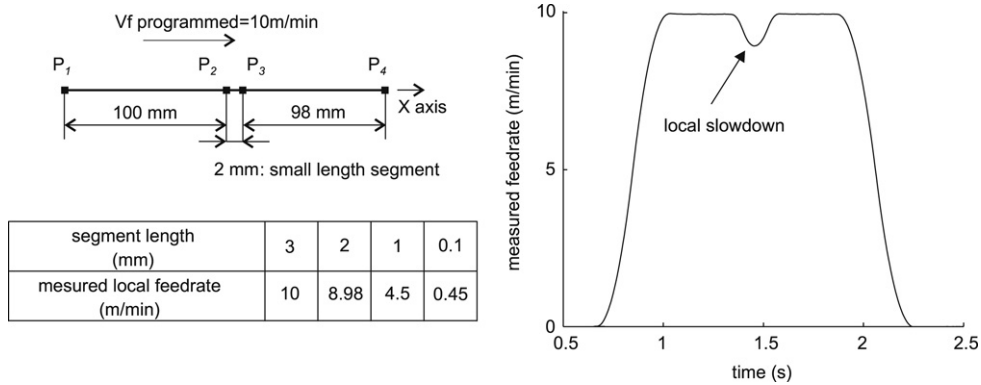 Vf programmed=10m/min
P1 P2 P3 P4
X axis
100 mm 98 mm
2 mm: small length segment
segment length (mm) 3 2 1 0.1
mesured local feedrate (m/min) 10 8.98 4.5 0.45
measured feedrate (m/min)
10
5
0
local slowdown
0.5 1 1.5 2 2.5
time (s)